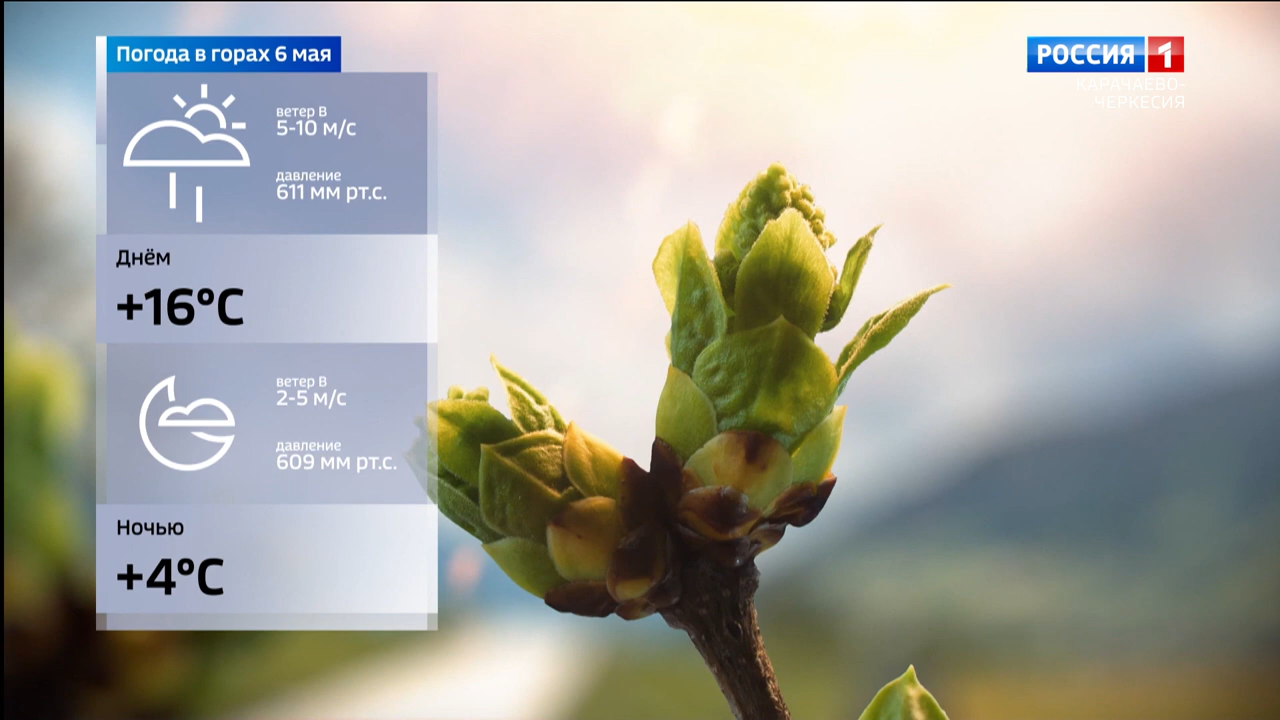 Погода в горах 6 мая
РОССИЯ 1
КАРАЧАЕВО-
ЧЕРКЕСИЯ
ветер В
5-10 м/с
давление
611 мм рт.с.
Днём
+16°C
ветер В
2-5 м/с
давление
609 мм рт.с.
Ночью
+4°C